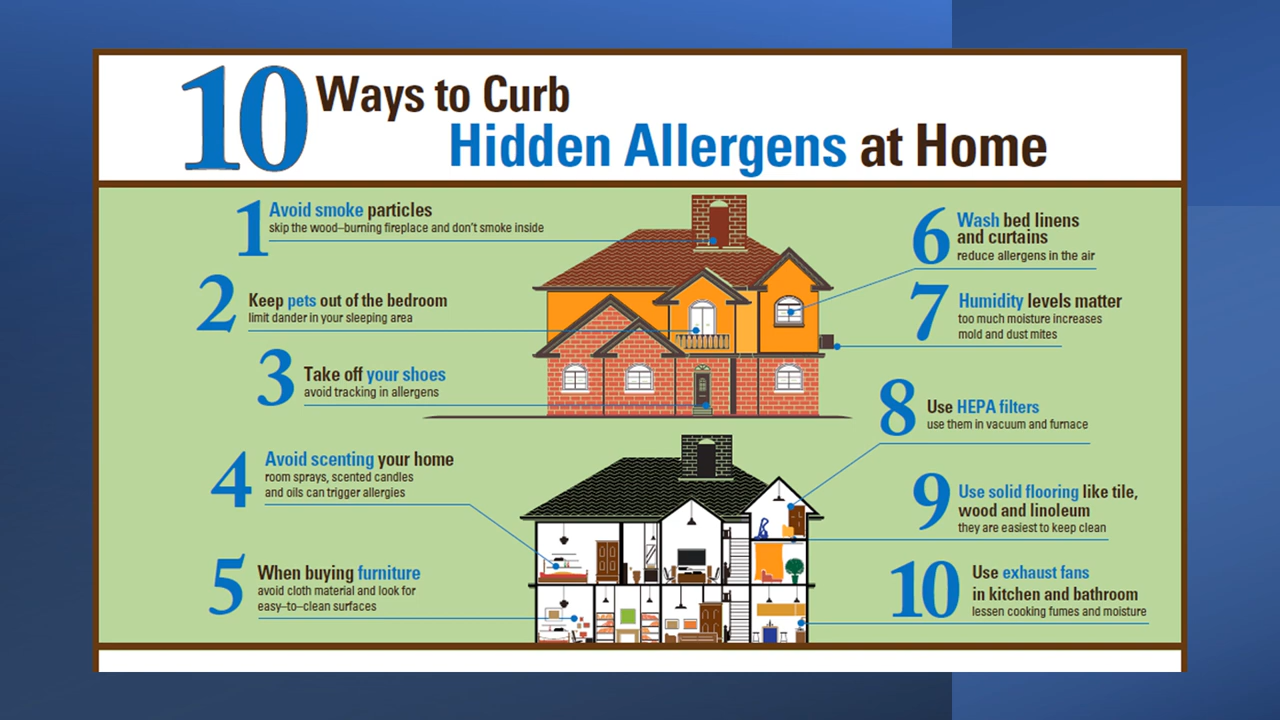 10 Ways to Curb
Hidden Allergens at Home
1 Avoid smoke particles
skip the wood–burning fireplace and don't smoke inside
2 Keep pets out of the bedroom
limit dander in your sleeping area
3 Take off your shoes
avoid tracking in allergens
4 Avoid scenting your home
room sprays, scented candles
and oils can trigger allergies
5 When buying furniture
avoid cloth material and look for
easy–to–clean surfaces
6 Wash bed linens
and curtains
reduce allergens in the air
7 Humidity levels matter
too much moisture increases
mold and dust mites
8 Use HEPA filters
use them in vacuum and furnace
9 Use solid flooring like tile,
wood and linoleum
they are easiest to keep clean
10 Use exhaust fans
in kitchen and bathroom
lessen cooking fumes and moisture